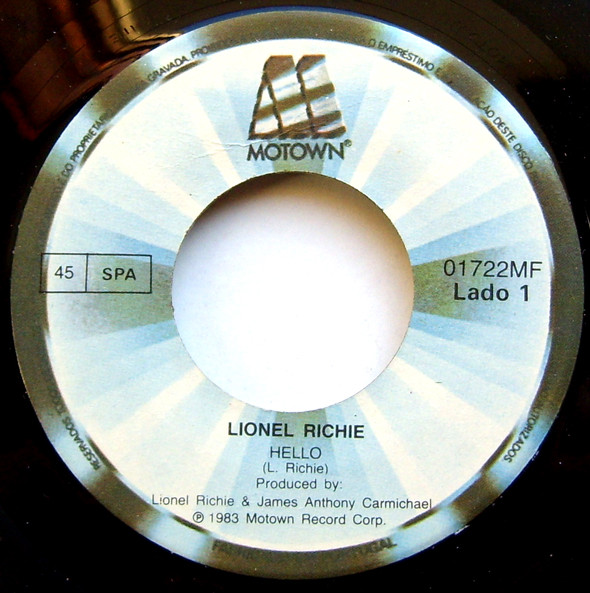 MOTOWN®
45 SPA
01722MF
Lado 1
LIONEL RICHIE
HELLO
(L. Richie)
Produced by:
Lionel Richie & James Anthony Carmichael
℗ 1983 Motown Record Corp.
GRAVADA
O EMPRÉSTIMO E
DESTE DISCO
RESERVADOS